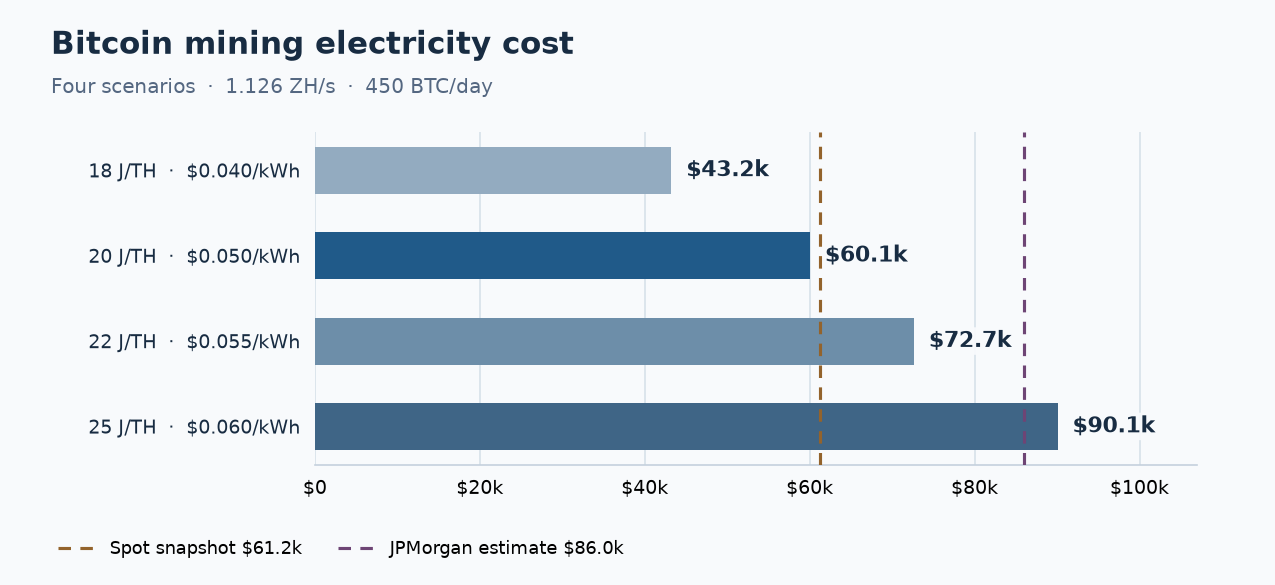 Bitcoin mining electricity cost
Four scenarios · 1.126 ZH/s · 450 BTC/day
18 J/TH · $0.040/kWh $43.2k
20 J/TH · $0.050/kWh $60.1k
22 J/TH · $0.055/kWh $72.7k
25 J/TH · $0.060/kWh $90.1k
$0 $20k $40k $60k $80k $100k
Spot snapshot $61.2k JPMorgan estimate $86.0k